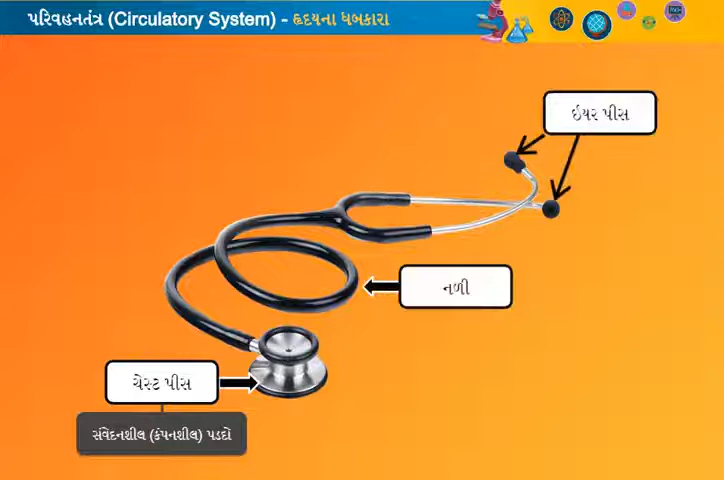 પરિવહનતંત્ર (Circulatory System) - હૃદયના ધબકારા
ઇયર પીસ
નળી
ચેસ્ટ પીસ
સંવેદનશીલ (કંપનશીલ) પડદો